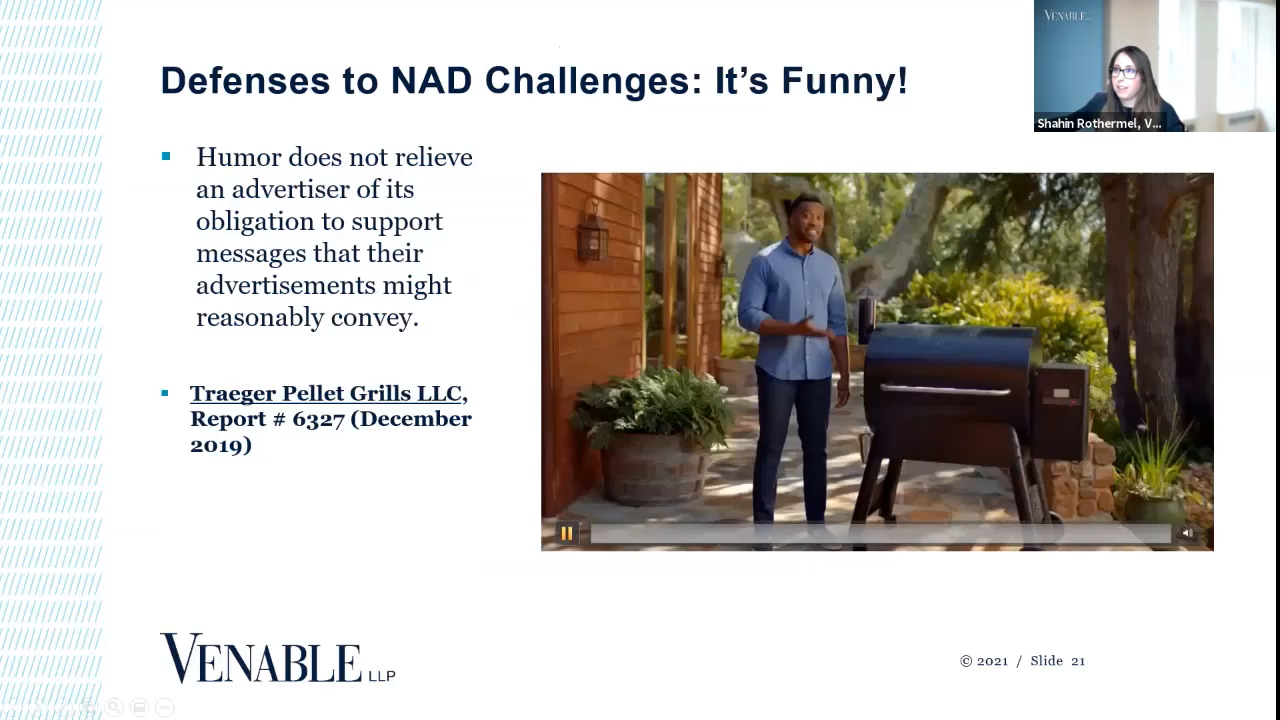 VENABLE LLP
Defenses to NAD Challenges: It’s Funny!
Shahin Rothermel, V...
▪ Humor does not relieve
an advertiser of its
obligation to support
messages that their
advertisements might
reasonably convey.
▪ Traeger Pellet Grills LLC,
Report # 6327 (December
2019)
VENABLE LLP
© 2021 / Slide 21